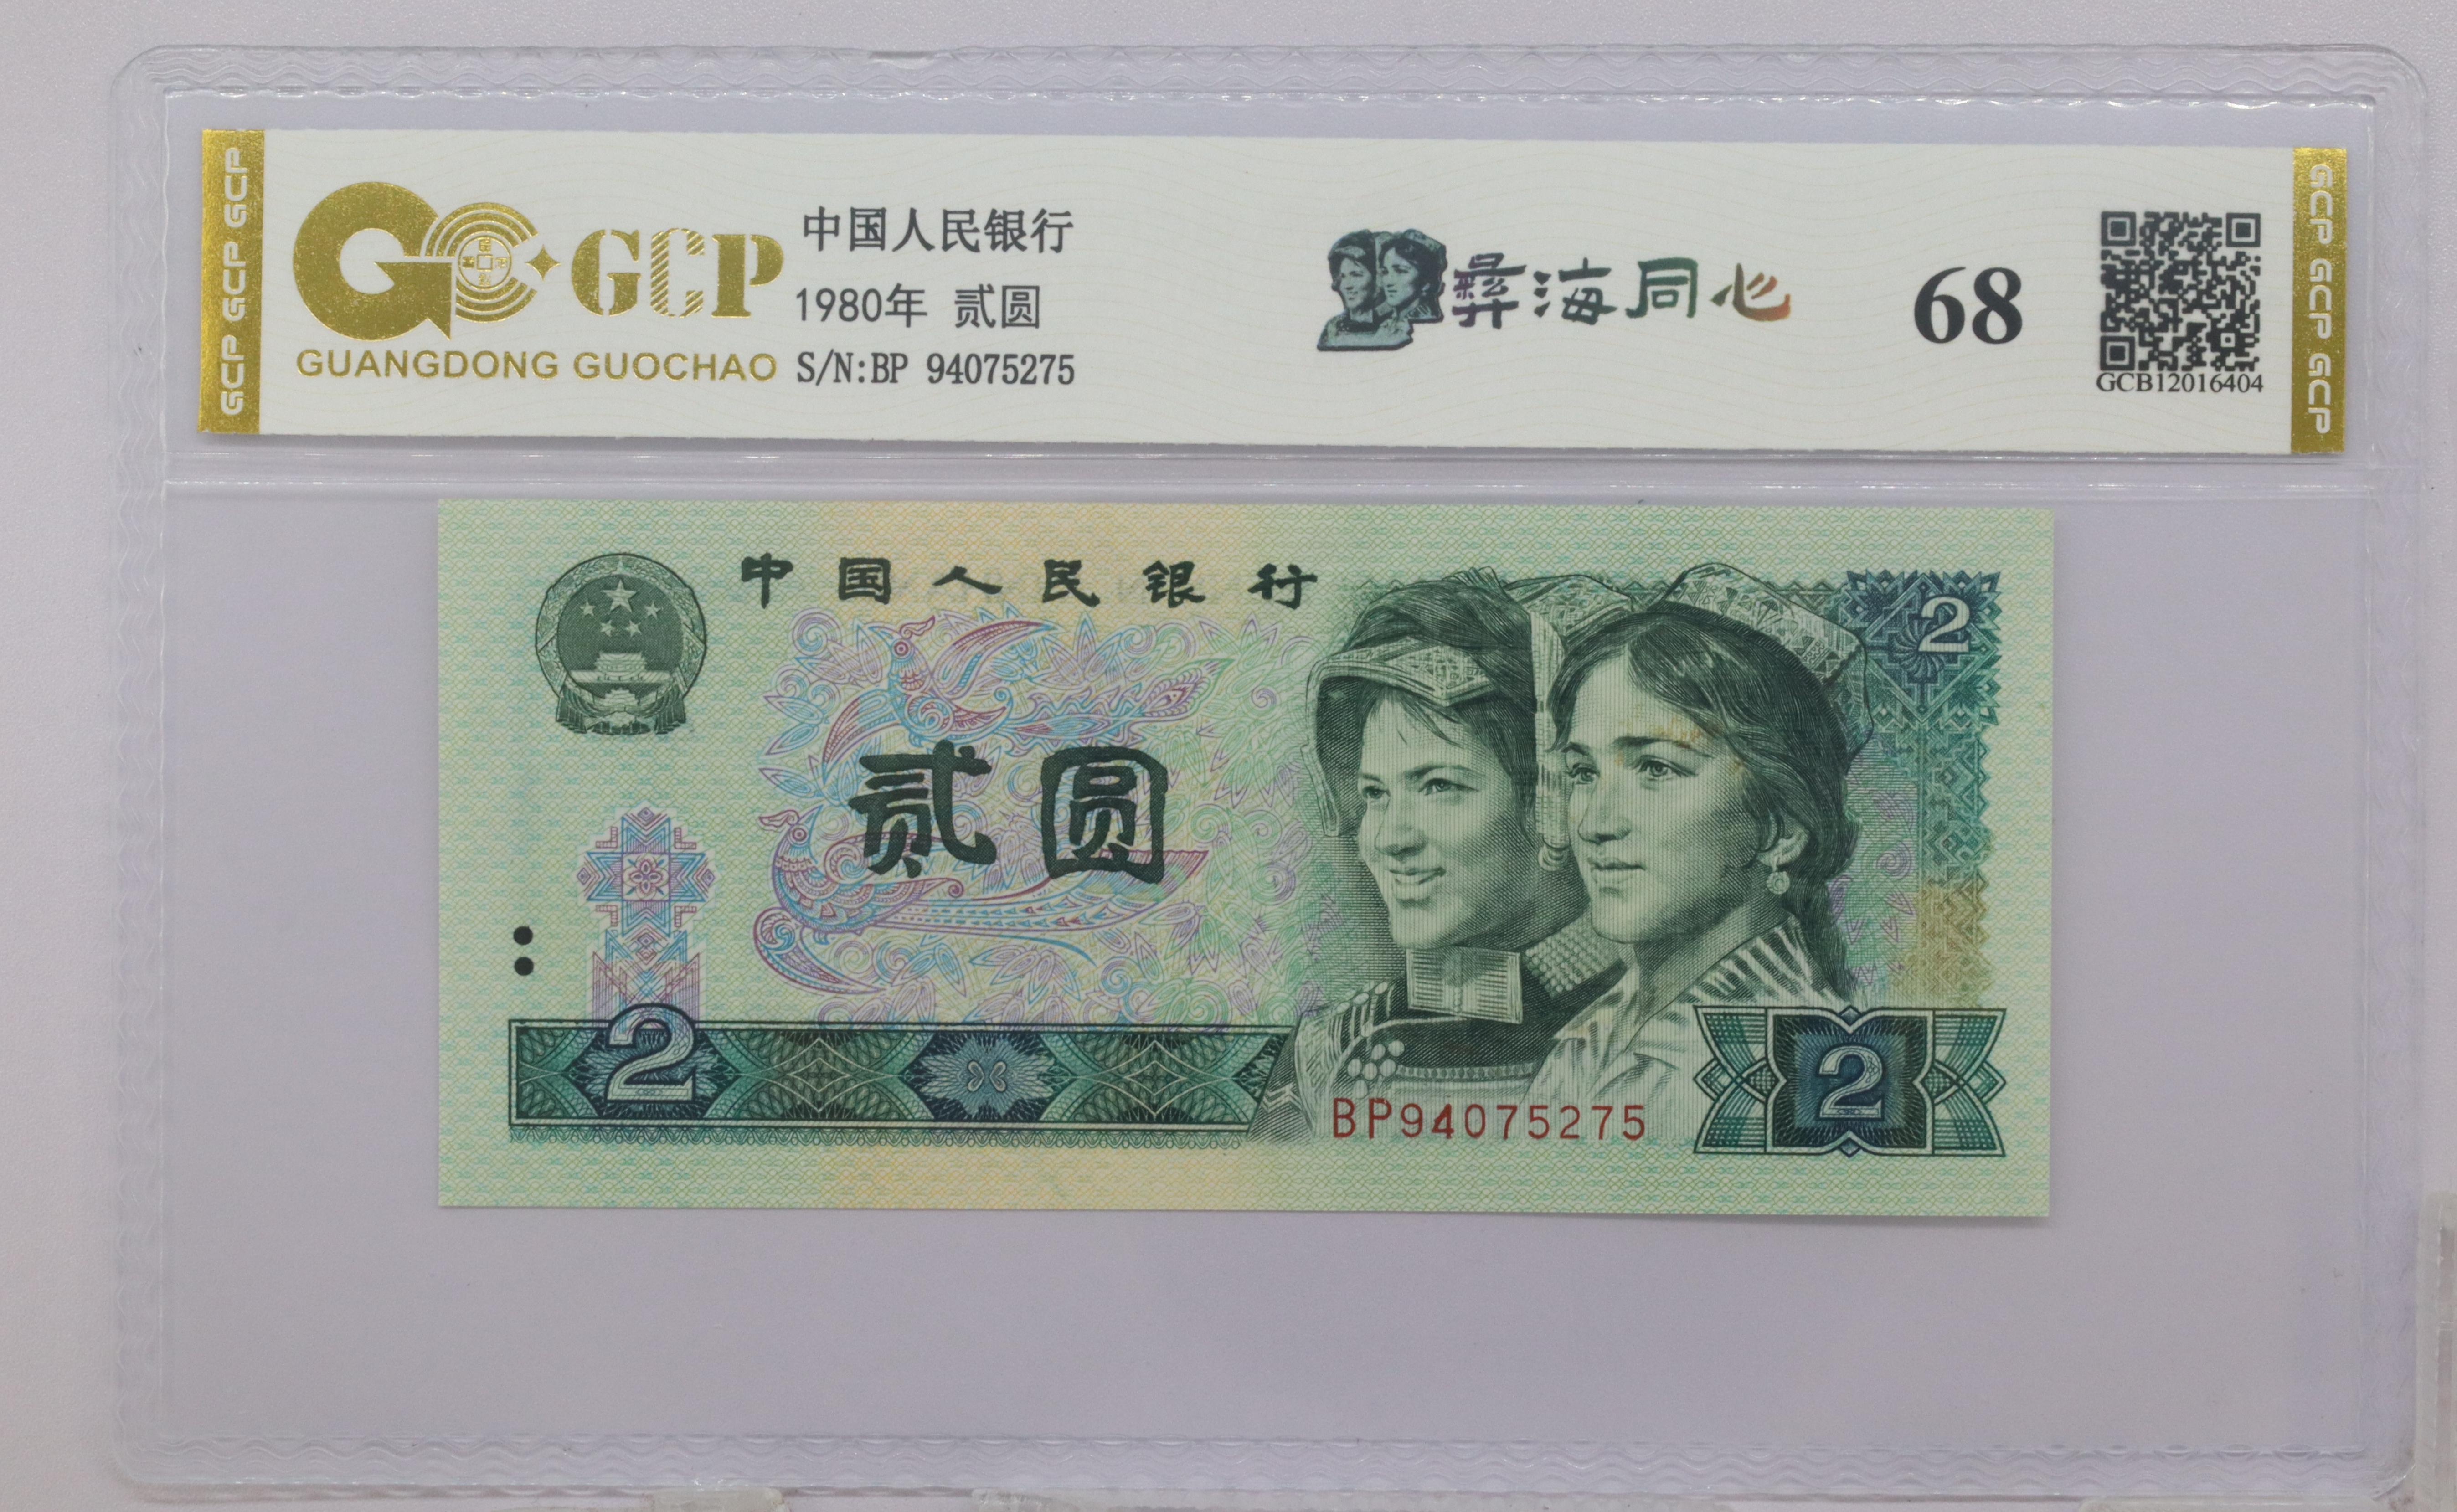 GCP GCP GCP
GCP
GUANGDONG GUOCHAO
中国人民银行
1980年 贰圆
S/N:BP 94075275
彝海同心
68
GCB12016404
GCP GCP GCP
中国人民银行
2
贰圆
2
BP94075275
2